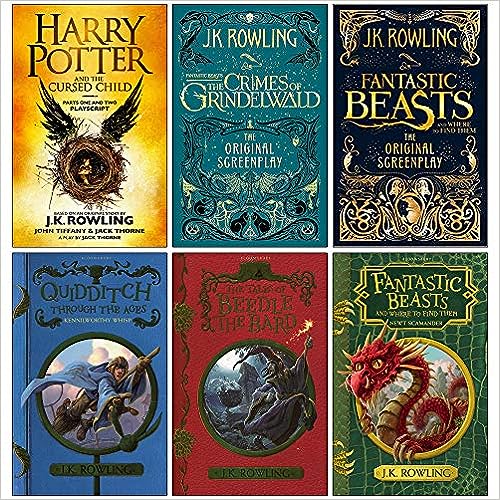 HARRY
POTTER
AND THE
CURSED CHILD
PARTS ONE AND TWO
PLAYSCRIPT
BASED ON AN ORIGINAL STORY BY
J.K. ROWLING
JOHN TIFFANY & JACK THORNE
A PLAY BY JACK THORNE
J.K. ROWLING
FANTASTIC BEASTS
THE CRIMES OF
GRINDELWALD
THE
ORIGINAL
SCREENPLAY
J.K. ROWLING
FANTASTIC
BEASTS
AND WHERE
TO FIND THEM
THE
ORIGINAL
SCREENPLAY
BLOOMSBURY
QUIDDITCH
THROUGH THE AGES
KENNILWORTHY WHISP
J.K. ROWLING
BLOOMSBURY
THE TALES OF
BEEDLE
THE BARD
J.K. ROWLING
BLOOMSBURY
FANTASTIC
BEASTS
AND WHERE TO FIND THEM
NEWT SCAMANDER
J.K. ROWLING